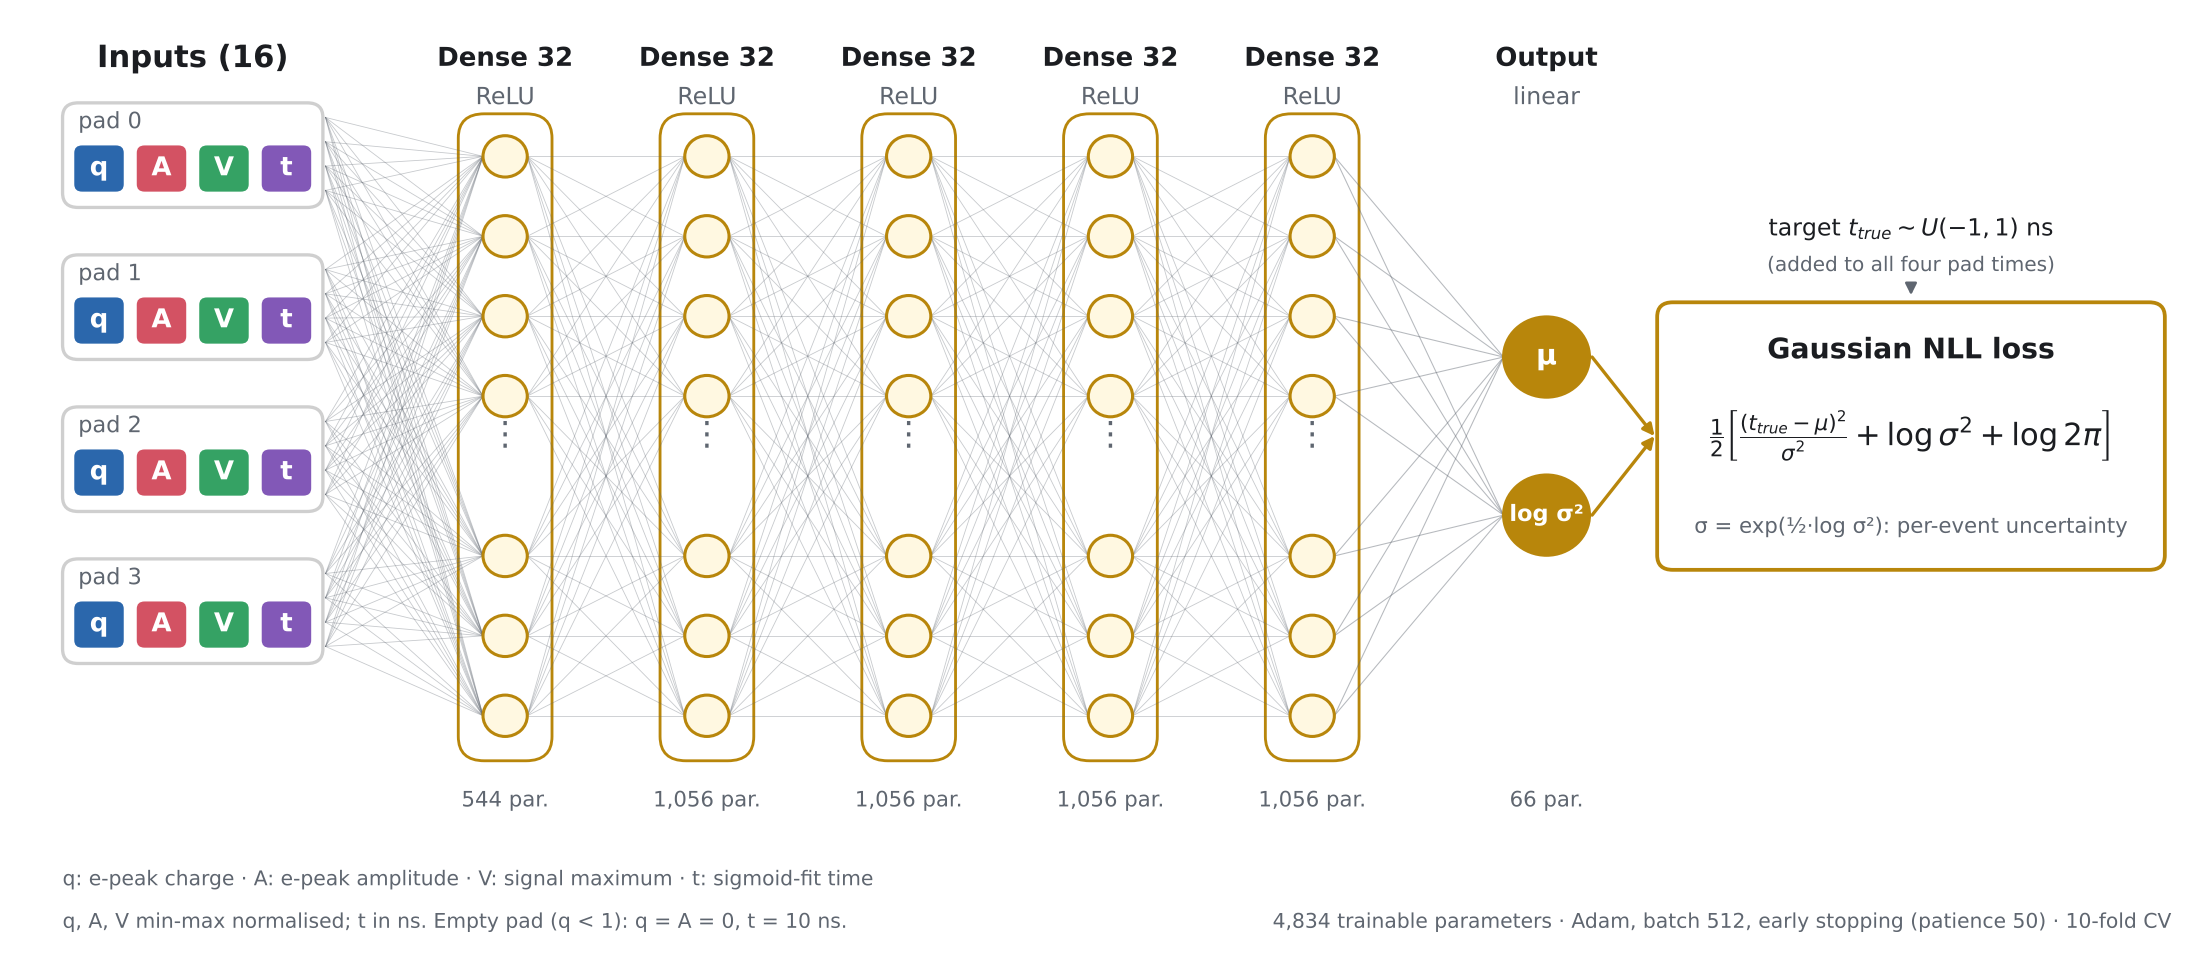 Inputs (16)
Dense 32
Dense 32
Dense 32
Dense 32
Dense 32
Output
ReLU
ReLU
ReLU
ReLU
ReLU
linear
pad 0
q A V t
pad 1
q A V t
pad 2
q A V t
pad 3
q A V t
⋮
⋮
⋮
⋮
⋮
μ
log σ²
target t_true ~ U(−1, 1) ns
(added to all four pad times)
Gaussian NLL loss
1/2 [ (t_true − μ)² / σ² + log σ² + log 2π ]
σ = exp(½·log σ²): per-event uncertainty
544 par.
1,056 par.
1,056 par.
1,056 par.
1,056 par.
66 par.
q: e-peak charge · A: e-peak amplitude · V: signal maximum · t: sigmoid-fit time
q, A, V min-max normalised; t in ns. Empty pad (q < 1): q = A = 0, t = 10 ns.
4,834 trainable parameters · Adam, batch 512, early stopping (patience 50) · 10-fold CV